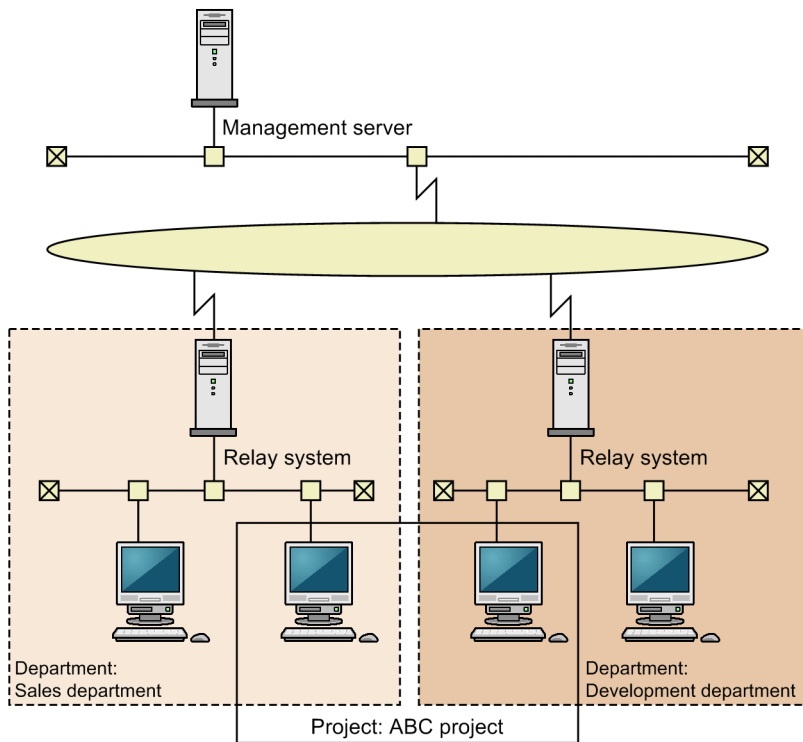 Management server
Relay system
Relay system
Department:
Sales department
Department:
Development department
Project: ABC project